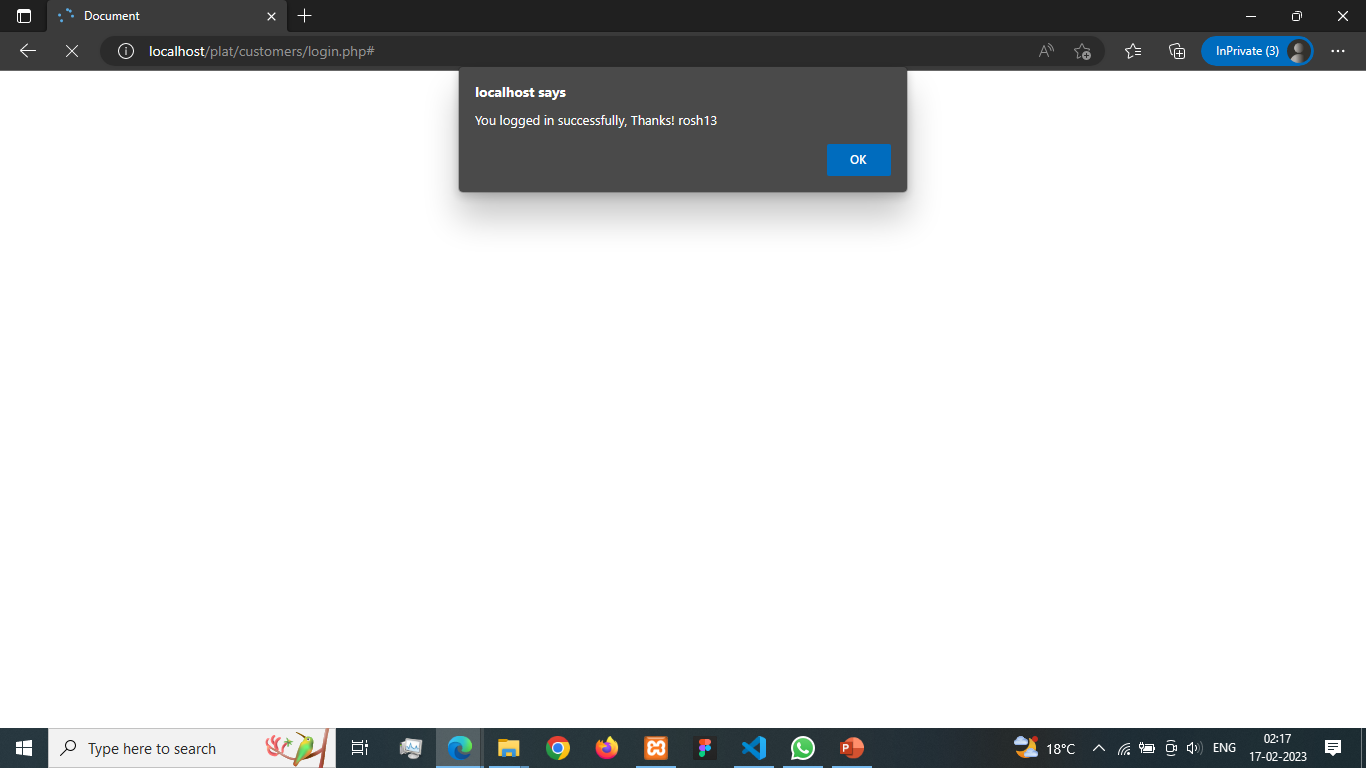 Document
localhost/plat/customers/login.php#
InPrivate (3)
localhost says
You logged in successfully, Thanks! rosh13
OK
Type here to search
18°C
ENG
02:17
17-02-2023